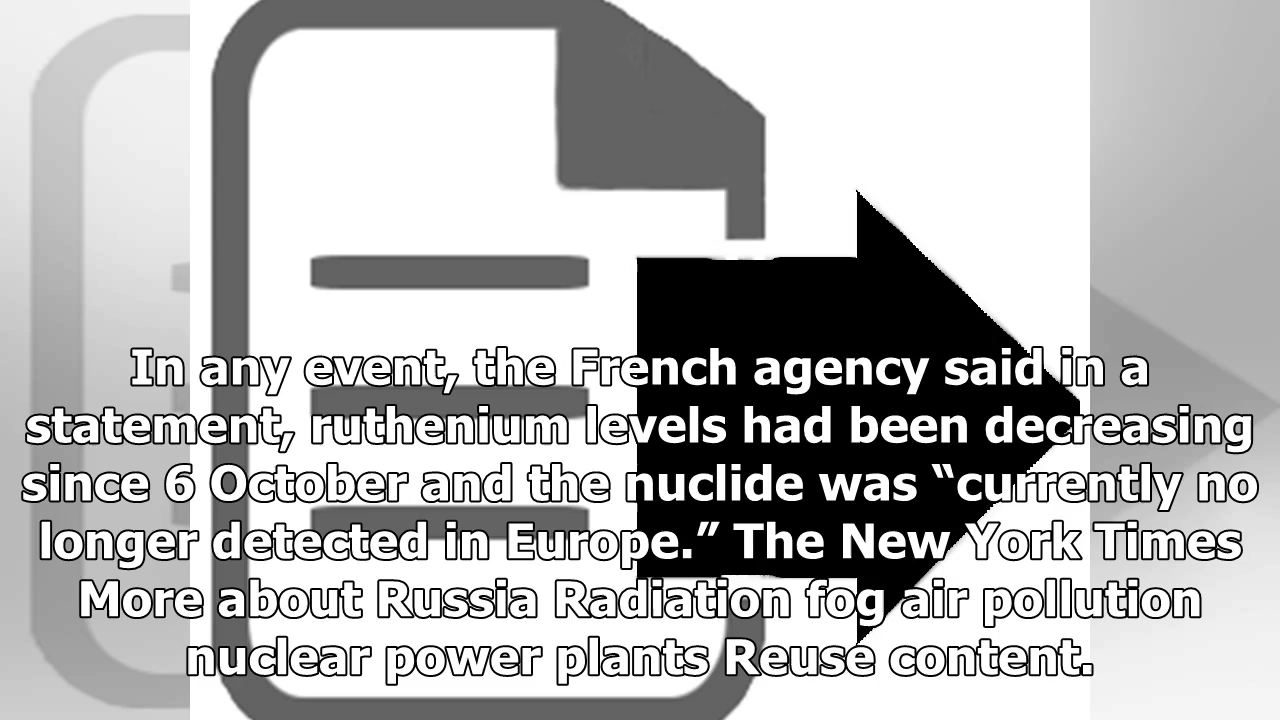 In any event, the French agency said in a
statement, ruthenium levels had been decreasing
since 6 October and the nuclide was “currently no
longer detected in Europe.” The New York Times
More about Russia Radiation fog air pollution
nuclear power plants Reuse content.